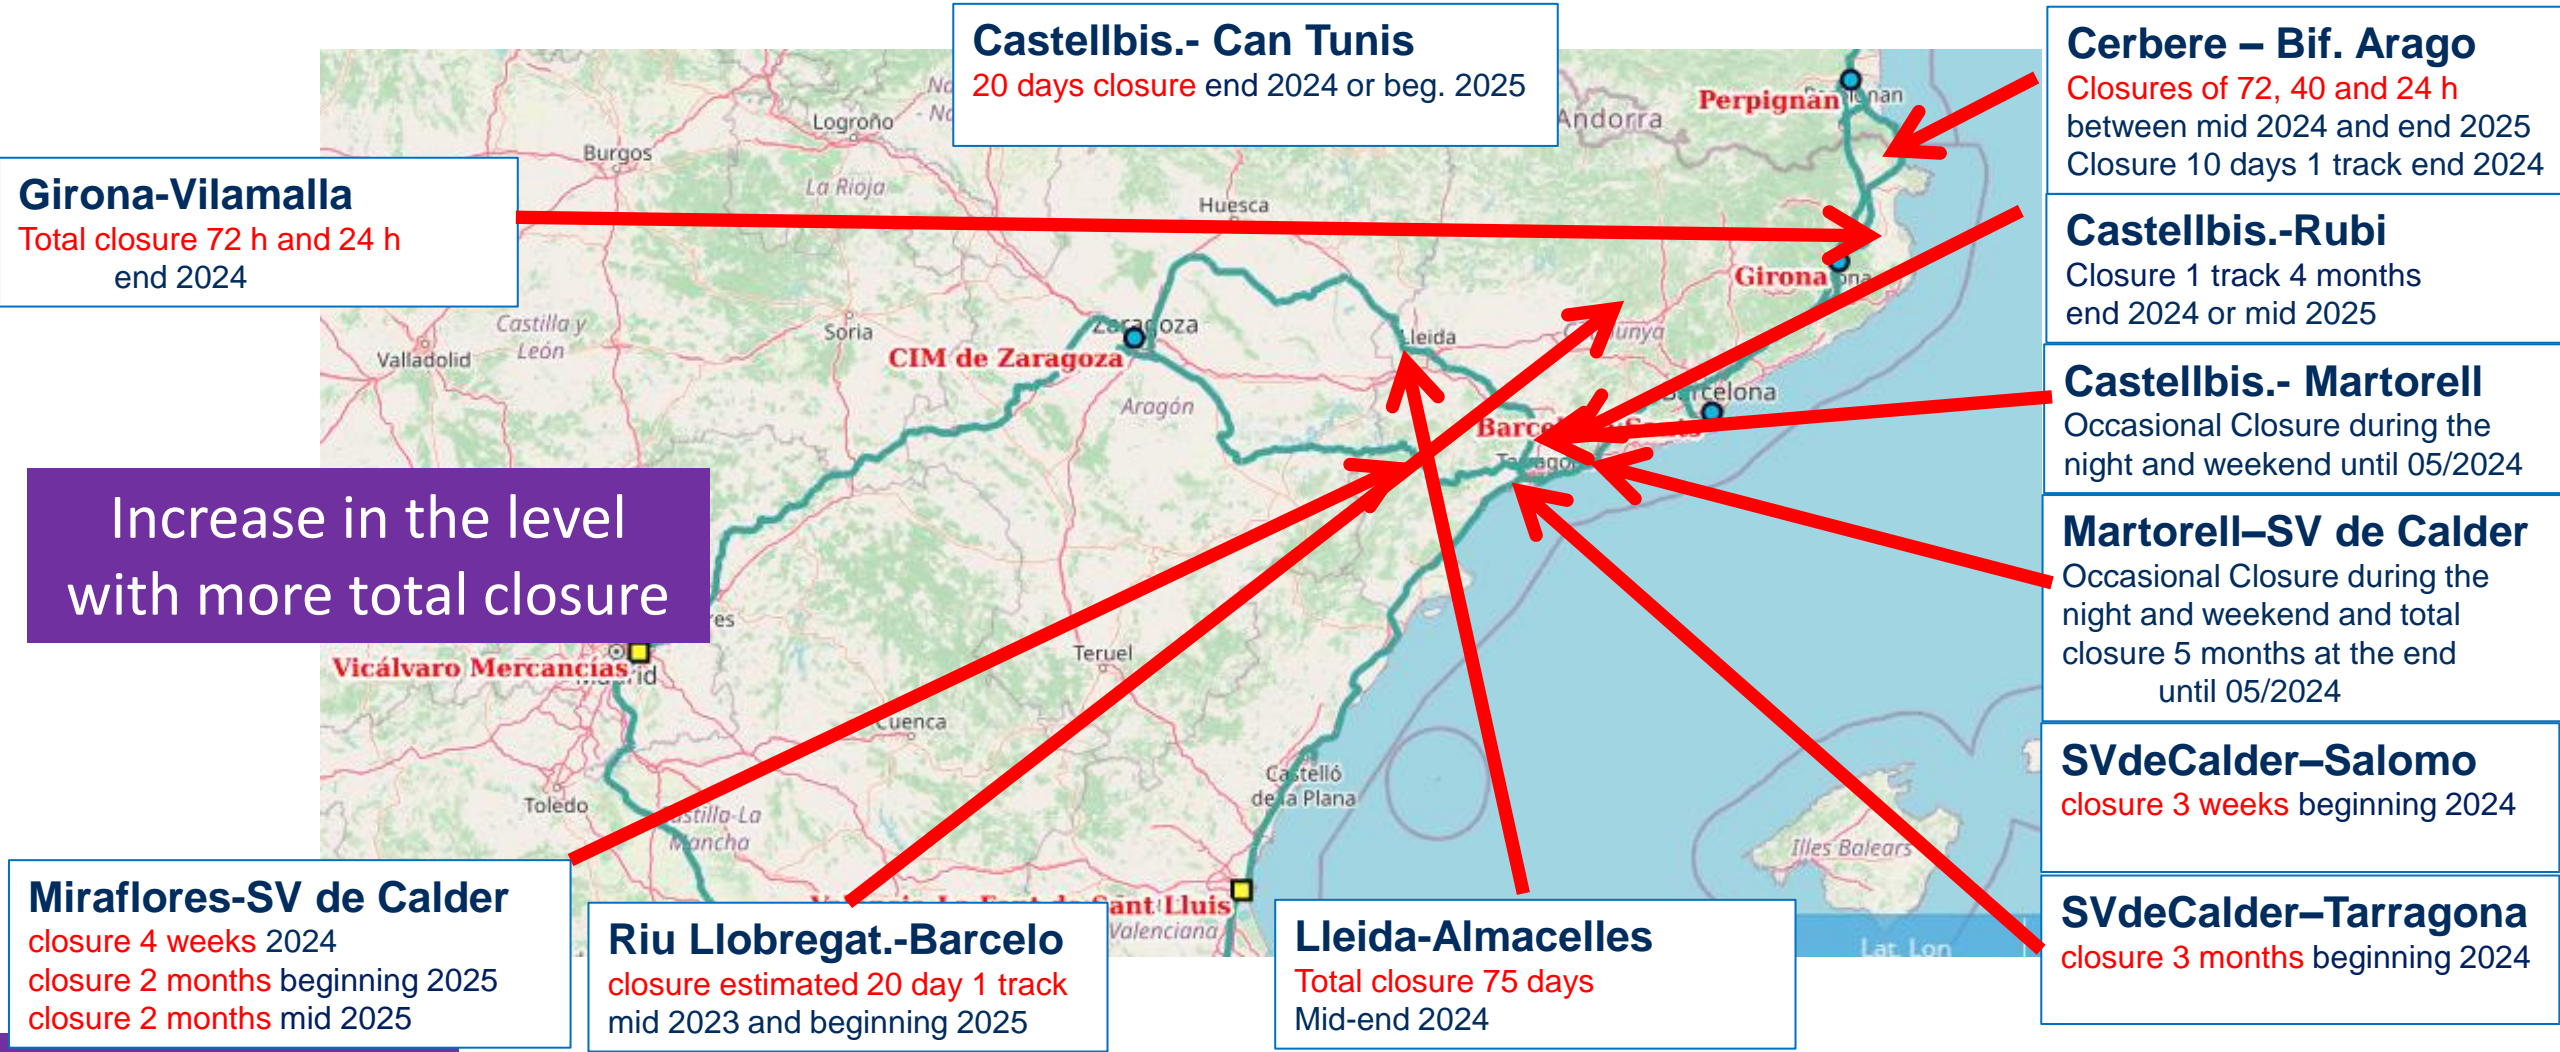 Castellbis.- Can Tunis
20 days closure end 2024 or beg. 2025
Cerbere – Bif. Arago
Closures of 72, 40 and 24 h
between mid 2024 and end 2025
Closure 10 days 1 track end 2024
Girona-Vilamalla
Total closure 72 h and 24 h
end 2024
Castellbis.-Rubi
Closure 1 track 4 months
end 2024 or mid 2025
Castellbis.- Martorell
Occasional Closure during the
night and weekend until 05/2024
Martorell–SV de Calder
Occasional Closure during the
night and weekend and total
closure 5 months at the end
until 05/2024
SVdeCalder–Salomo
closure 3 weeks beginning 2024
SVdeCalder–Tarragona
closure 3 months beginning 2024
Increase in the level
with more total closure
Miraflores-SV de Calder
closure 4 weeks 2024
closure 2 months beginning 2025
closure 2 months mid 2025
Riu Llobregat.-Barcelo
closure estimated 20 day 1 track
mid 2023 and beginning 2025
Lleida-Almacelles
Total closure 75 days
Mid-end 2024
Perpignan
Andorra
Logroño
Burgos
La Rioja
Huesca
Girona
Castilla y
León
Soria
Zaragoza
Lleida
Valladolid
CIM de Zaragoza
Aragón
Barcelona
Teruel
Vicálvaro Mercancías
Cuenca
Toledo
Castelló
de la Plana
Illes Balears
Sant Lluis
Valenciana
Lat, Lon